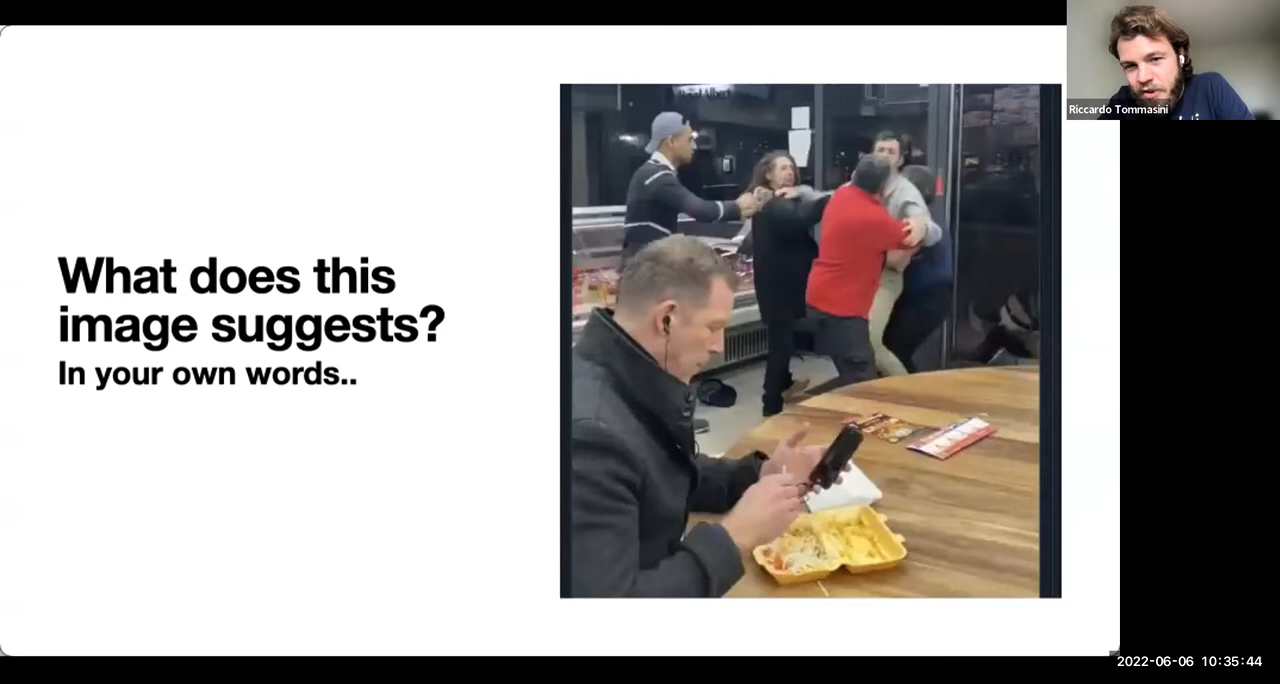 What does this
image suggests?
In your own words..
Riccardo Tommasini
2022-06-06 10:35:44